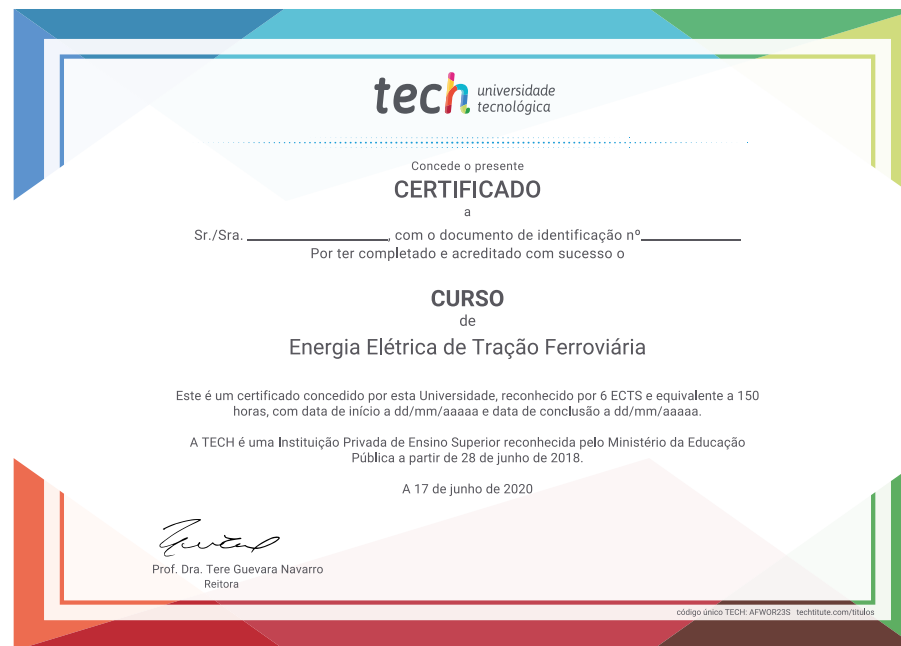 tech universidade
tecnológica
Concede o presente
CERTIFICADO
a
Sr./Sra. ____________________, com o documento de identificação nº______________
Por ter completado e acreditado com sucesso o
CURSO
de
Energia Elétrica de Tração Ferroviária
Este é um certificado concedido por esta Universidade, reconhecido por 6 ECTS e equivalente a 150
horas, com data de início a dd/mm/aaaaa e data de conclusão a dd/mm/aaaaa.
A TECH é uma Instituição Privada de Ensino Superior reconhecida pelo Ministério da Educação
Pública a partir de 28 de junho de 2018.
A 17 de junho de 2020
Prof. Dra. Tere Guevara Navarro
Reitora
código único TECH: AFWOR23S techtitute.com/titulos